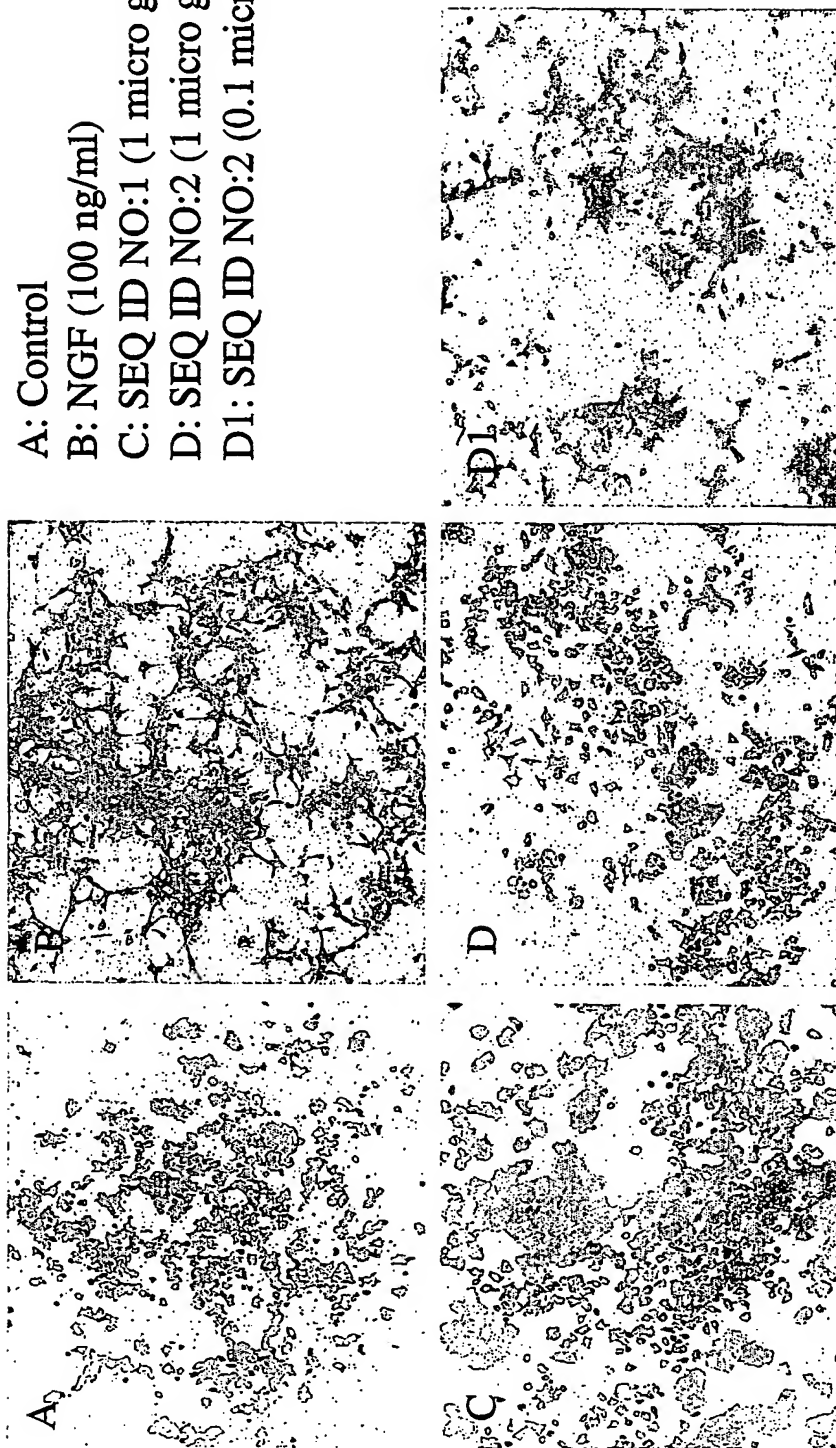 A: Control
B: NGF (100 ng/ml)
C: SEQ ID NO:1 (1 micro g
D: SEQ ID NO:2 (1 micro g
D1: SEQ ID NO:2 (0.1 micr
A
B
C
D
D1